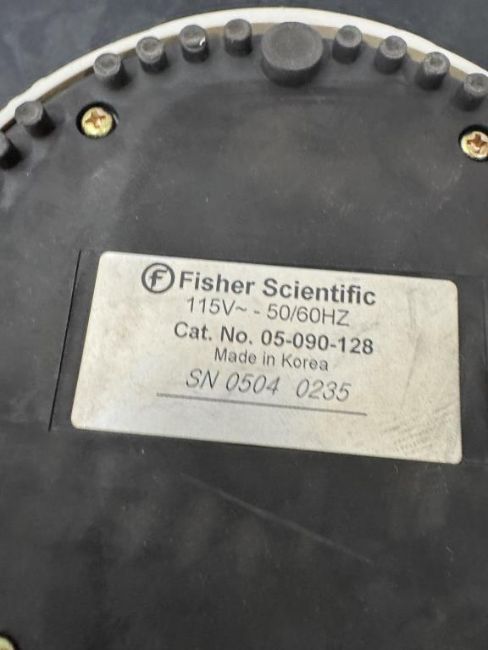 Fisher Scientific
115V~ - 50/60HZ
Cat. No. 05-090-128
Made in Korea
SN 0504 0235